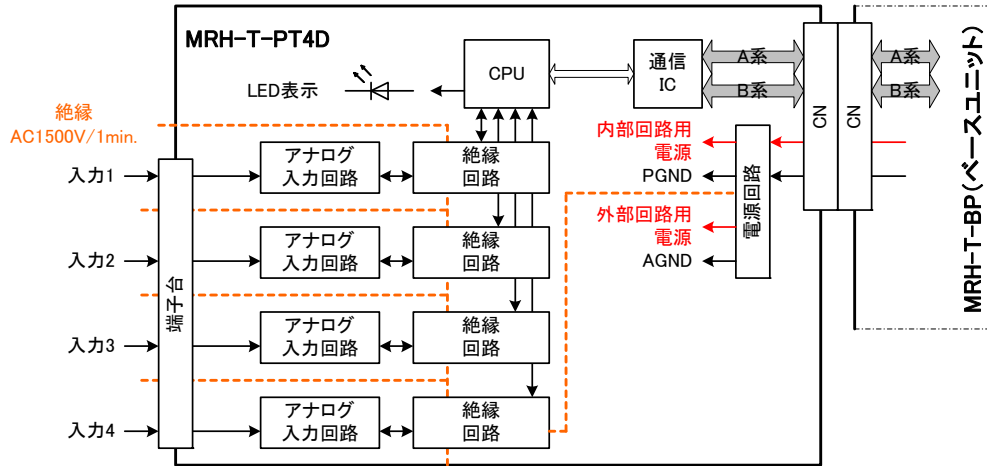 MRH-T-PT4D
LED表示
CPU
通信
IC
A系
B系
CN
CN
A系
B系
MRH-T-BP(ベースユニット)
絶縁
AC1500V/1min.
内部回路用
電源
PGND
外部回路用
電源
AGND
電源回路
端子台
入力1
アナログ
入力回路
絶縁
回路
入力2
アナログ
入力回路
絶縁
回路
入力3
アナログ
入力回路
絶縁
回路
入力4
アナログ
入力回路
絶縁
回路